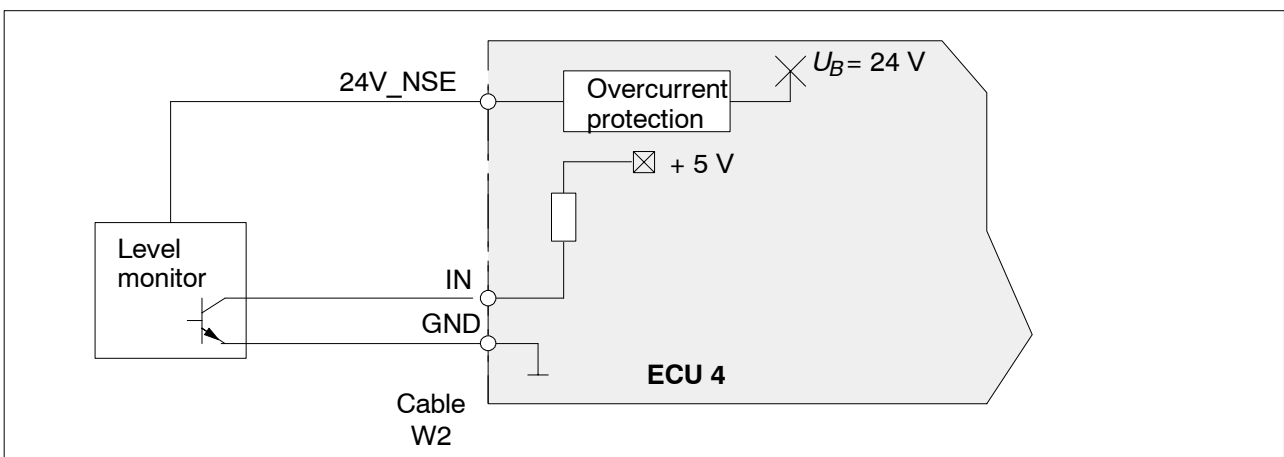 24V_NSE
Overcurrent
protection
U_B = 24 V
+ 5 V
Level
monitor
IN
GND
ECU 4
Cable
W2